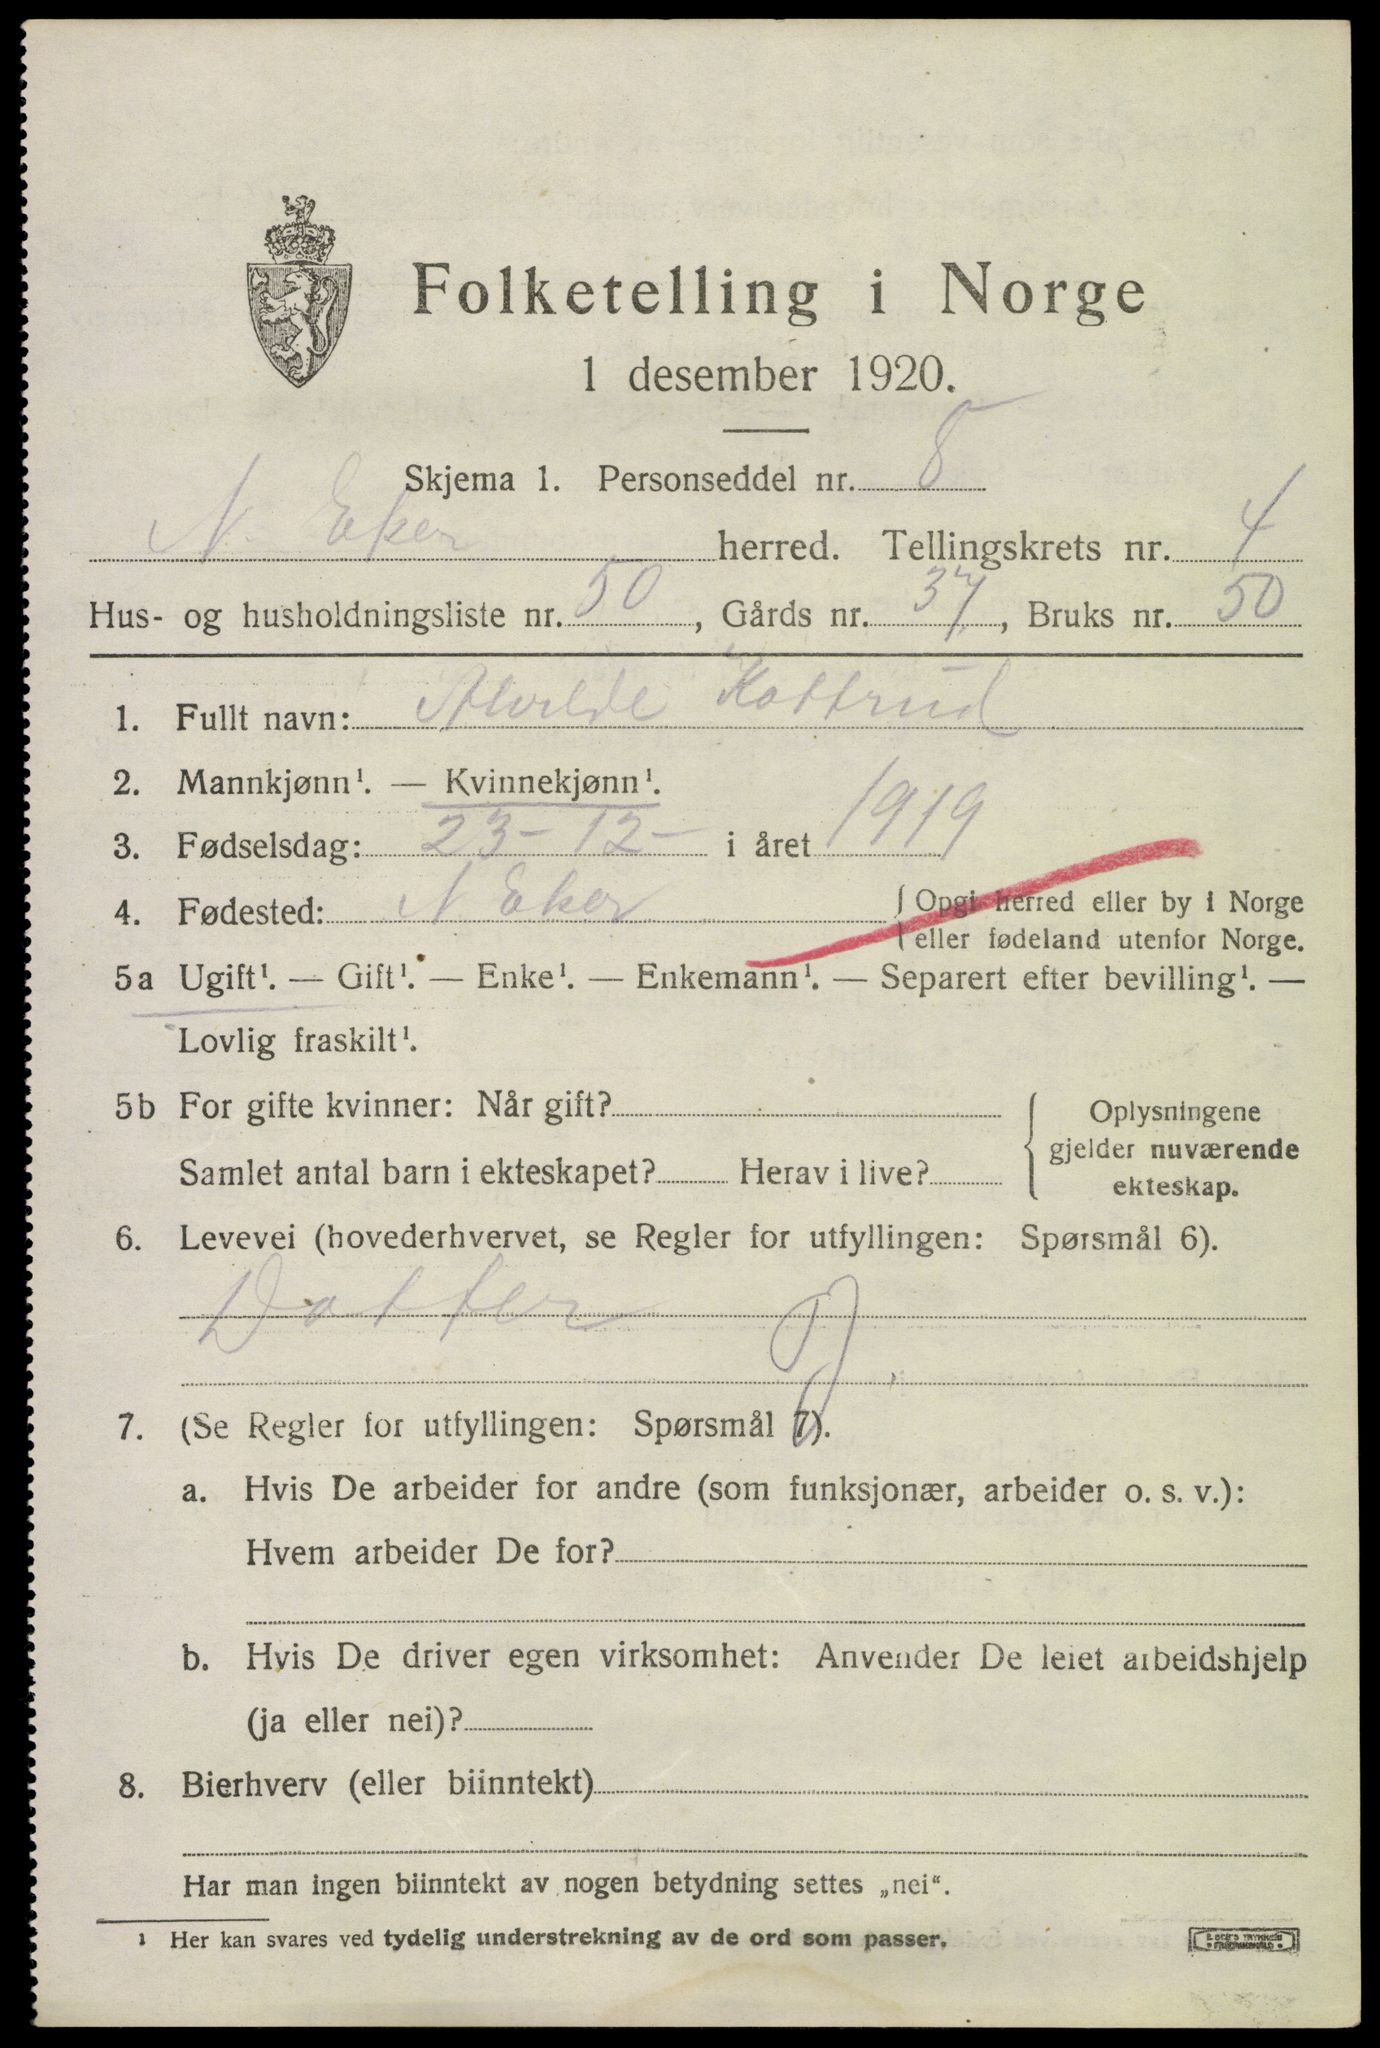 Folketelling i Norge
1 desember 1920.
Skjema 1. Personseddel nr. 8
N. Eker herred. Tellingskrets nr. 4
Hus- og husholdningsliste nr. 50, Gårds nr. 37, Bruks nr. 50
1. Fullt navn: Alvilde Kottrud
2. Mannkjønn¹. — Kvinnekjønn¹.
3. Fødselsdag: 23-12- i året 1919
4. Fødested: N Eker { Opgi herred eller by i Norge
eller fødeland utenfor Norge.
5a Ugift¹. — Gift¹. — Enke¹. — Enkemann¹. — Separert efter bevilling¹. —
Lovlig fraskilt¹.
5b For gifte kvinner: Når gift?
Samlet antal barn i ekteskapet? Herav i live?
Oplysningene
gjelder nuværende
ekteskap.
6. Levevei (hovederhvervet, se Regler for utfyllingen: Spørsmål 6).
Datter
7. (Se Regler for utfyllingen: Spørsmål 7).
a. Hvis De arbeider for andre (som funksjonær, arbeider o. s. v.):
Hvem arbeider De for?
b. Hvis De driver egen virksomhet: Anvender De leiet arbeidshjelp
(ja eller nei)?
8. Bierhverv (eller biinntekt)
Har man ingen biinntekt av nogen betydning settes „nei“.
¹ Her kan svares ved tydelig understrekning av de ord som passer.